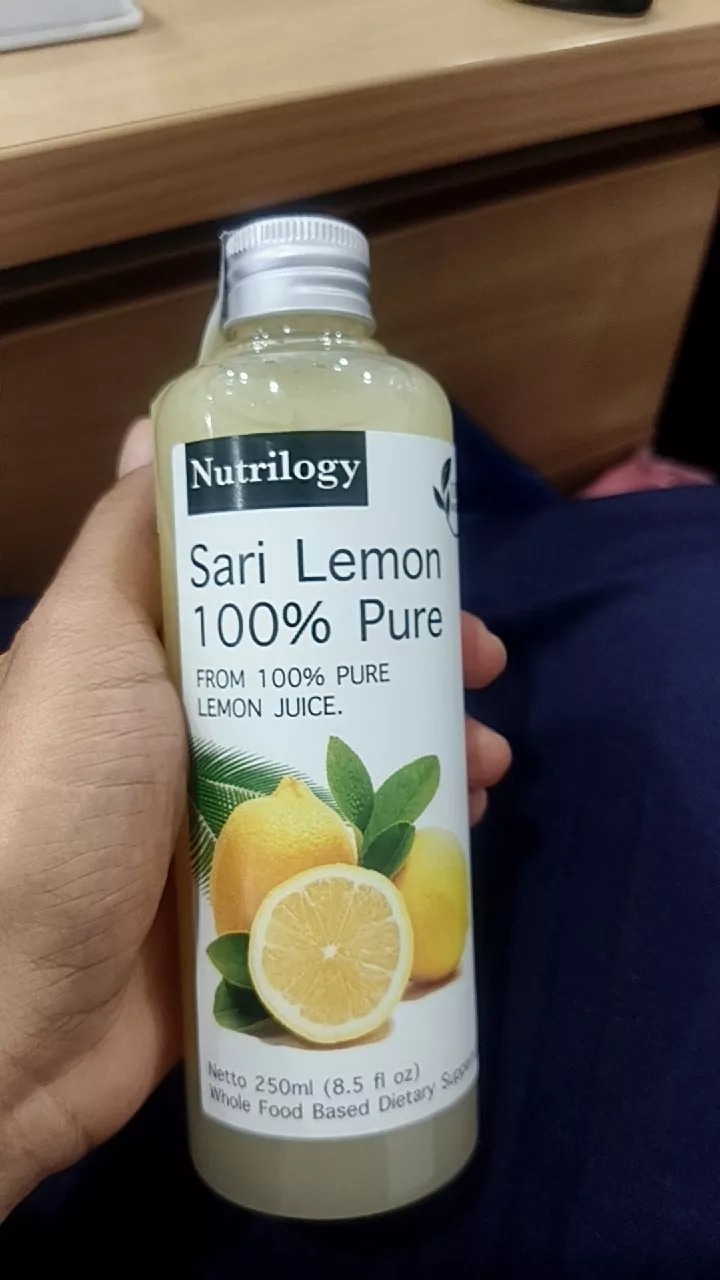 Nutrilogy
Sari Lemon
100% Pure
FROM 100% PURE
LEMON JUICE.
Netto 250ml (8.5 fl oz)
Whole Food Based Dietary